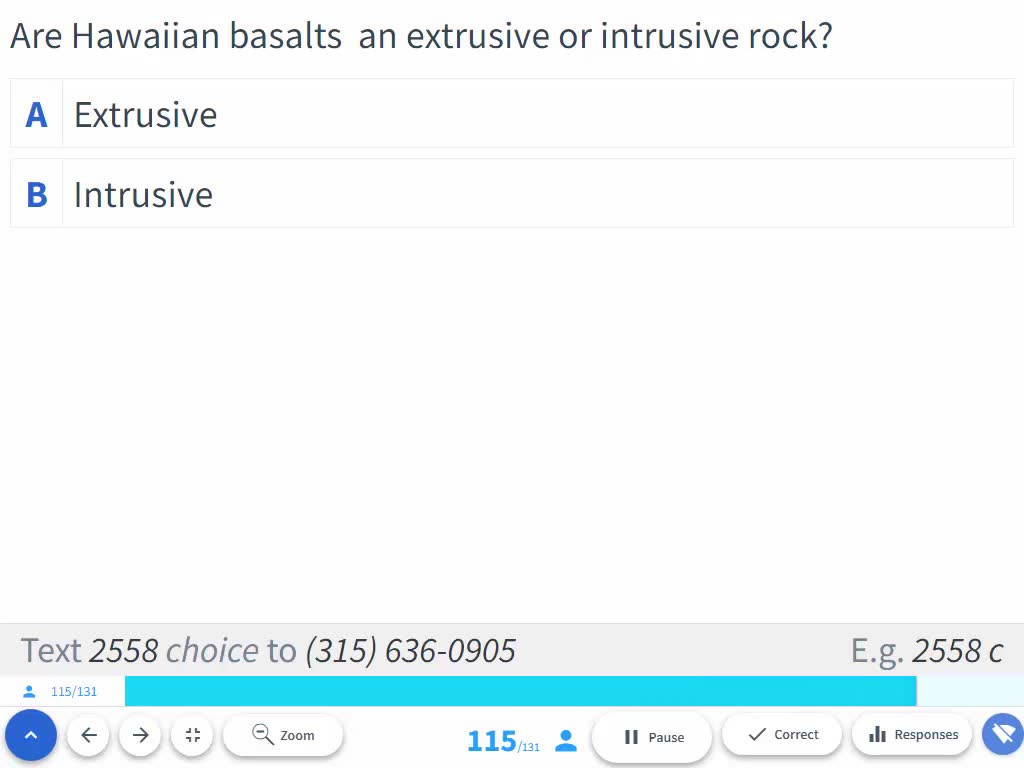 Are Hawaiian basalts  an extrusive or intrusive rock?
A Extrusive
B Intrusive
Text 2558 choice to (315) 636-0905 E.g. 2558 c
115/131
Zoom 115/131 Pause Correct Responses